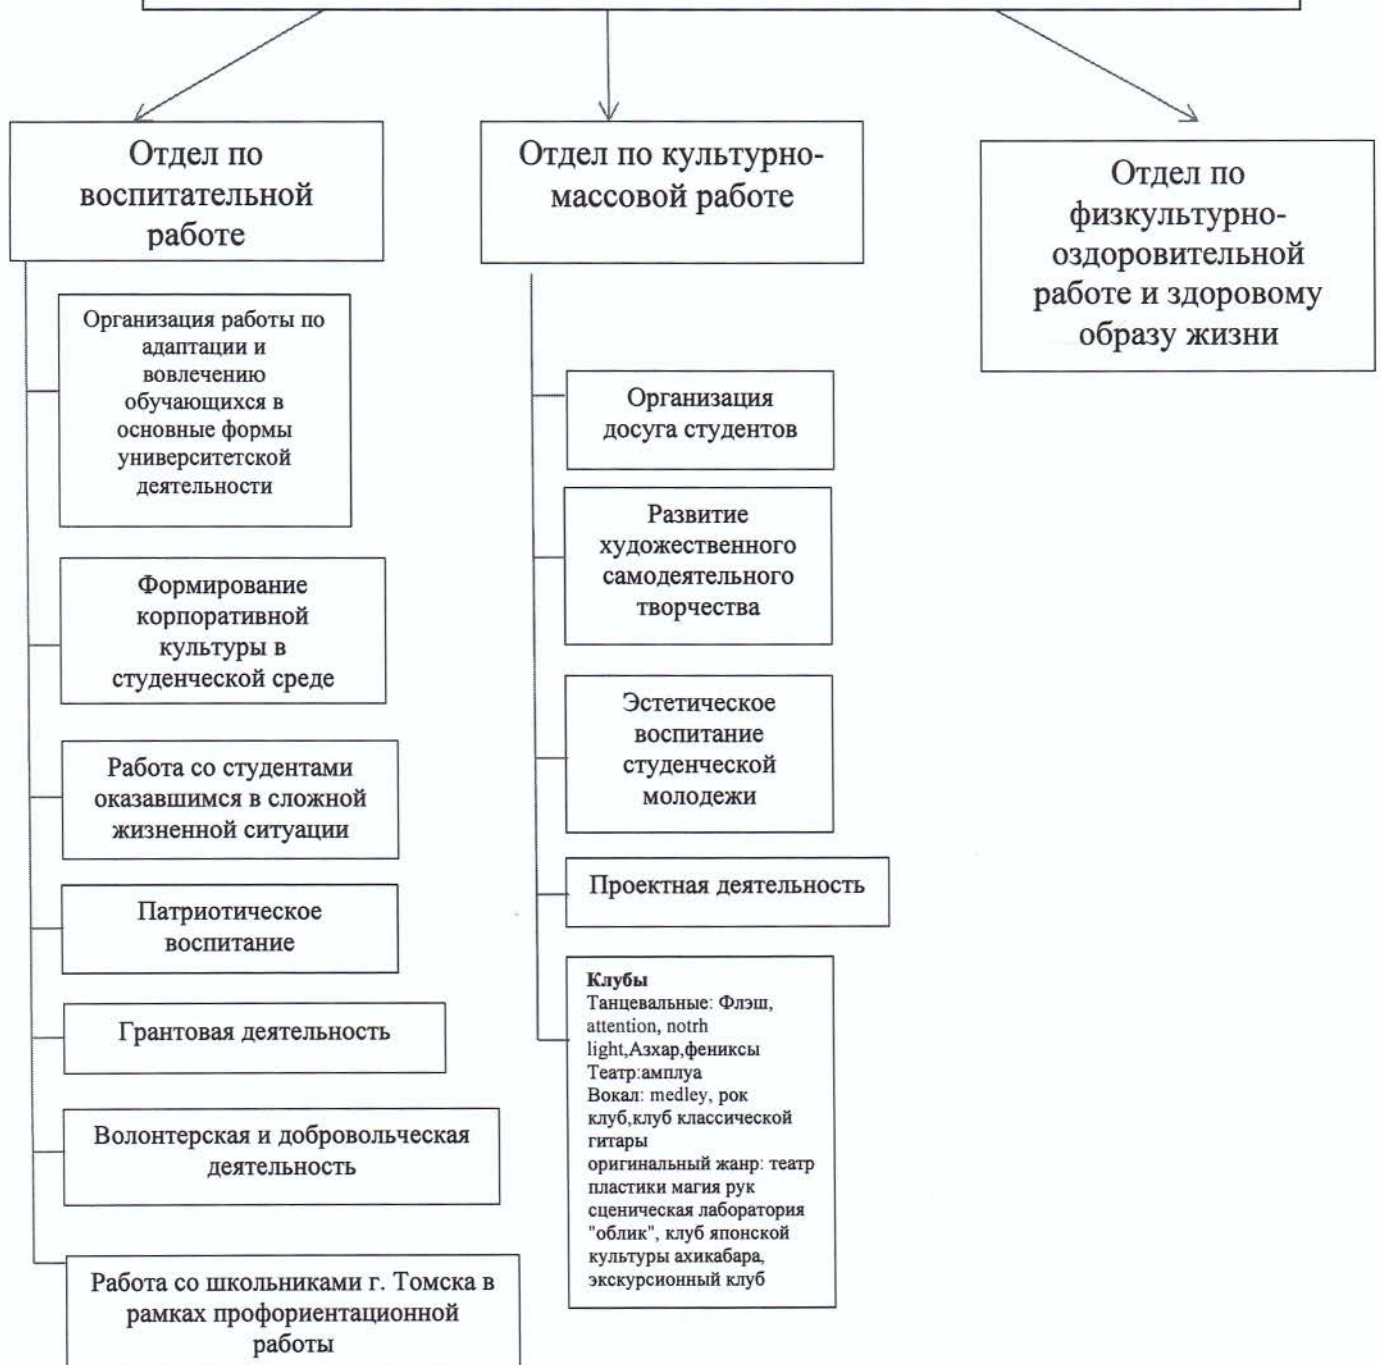 Отдел по
воспитательной
работе
Организация работы по
адаптации и
вовлечению
обучающихся в
основные формы
университетской
деятельности
Формирование
корпоративной
культуры в
студенческой среде
Работа со студентами
оказавшимся в сложной
жизненной ситуации
Патриотическое
воспитание
Грантовая деятельность
Волонтерская и добровольческая
деятельность
Работа со школьниками г. Томска в
рамках профориентационной
работы
Отдел по культурно-
массовой работе
Организация
досуга студентов
Развитие
художественного
самодеятельного
творчества
Эстетическое
воспитание
студенческой
молодежи
Проектная деятельность
Клубы
Танцевальные: Флэш,
attention, notrh
light,Азхар,фениксы
Театр:амплуа
Вокал: medley, рок
клуб,клуб классической
гитары
оригинальный жанр: театр
пластики магия рук
сценическая лаборатория
"облик", клуб японской
культуры ахикабара,
экскурсионный клуб
Отдел по
физкультурно-
оздоровительной
работе и здоровому
образу жизни